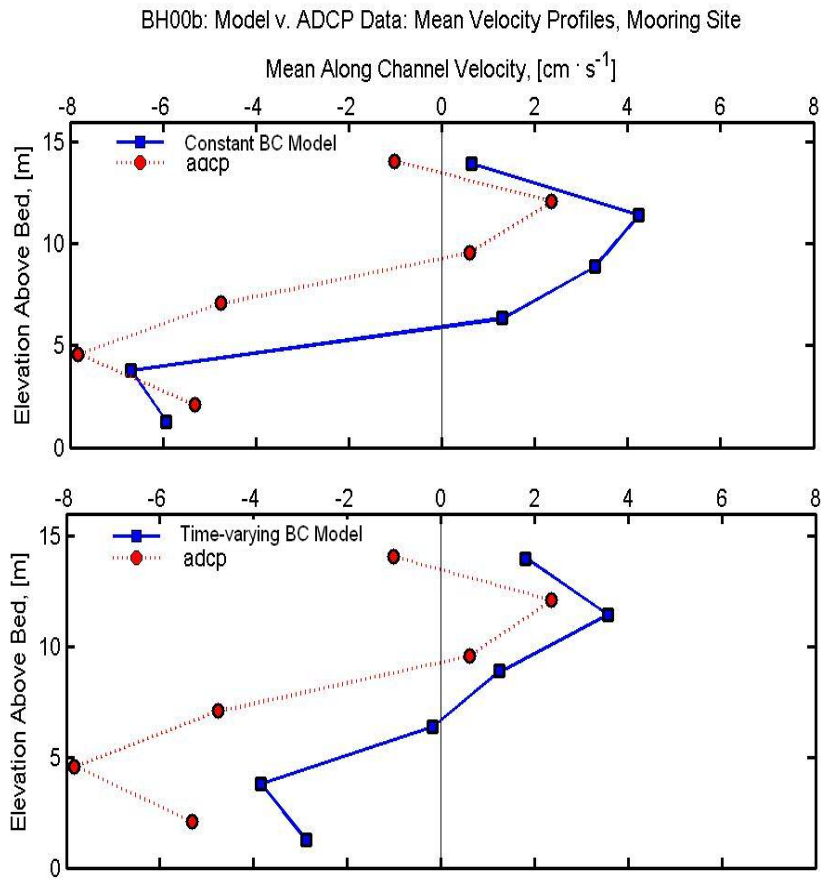 BH00b: Model v. ADCP Data: Mean Velocity Profiles, Mooring Site
Mean Along Channel Velocity, [cm · s-1]
-8 -6 -4 -2 0 2 4 6 8
15
10
5
0
Elevation Above Bed, [m]
Constant BC Model
adcp
-8 -6 -4 -2 0 2 4 6 8
15
10
5
0
Elevation Above Bed, [m]
Time-varying BC Model
adcp